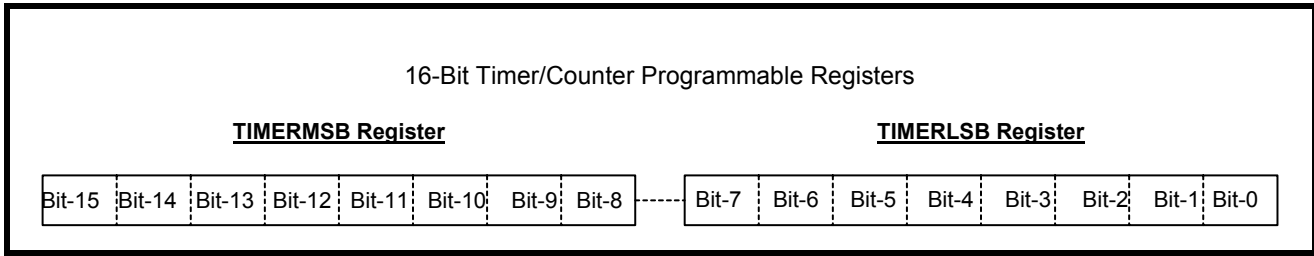 16-Bit Timer/Counter Programmable Registers
TIMERMSB Register TIMERLSB Register
Bit-15 Bit-14 Bit-13 Bit-12 Bit-11 Bit-10 Bit-9 Bit-8 Bit-7 Bit-6 Bit-5 Bit-4 Bit-3 Bit-2 Bit-1 Bit-0